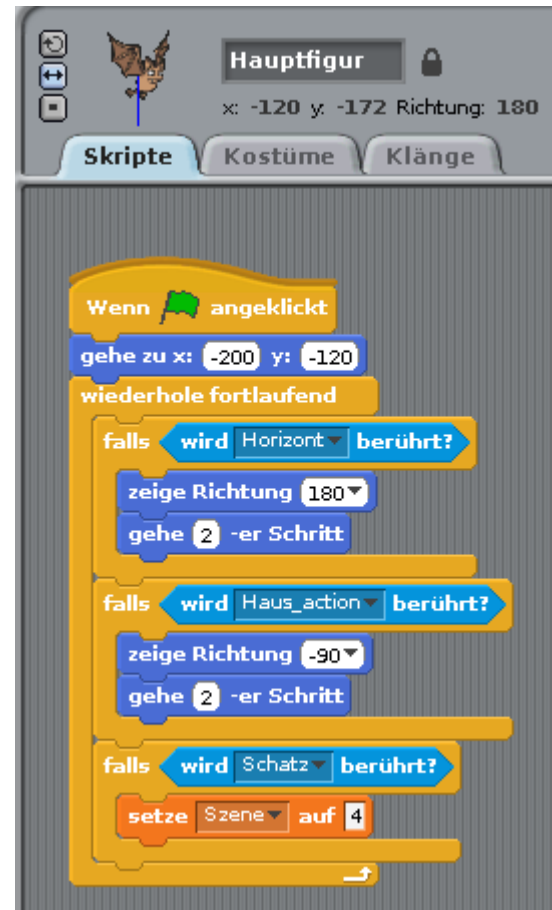 Hauptfigur
x: -120 y: -172 Richtung: 180
Skripte Kostüme Klänge
Wenn angeklickt
gehe zu x: -200 y: -120
wiederhole fortlaufend
falls wird Horizont berührt?
zeige Richtung 180
gehe 2 -er Schritt
falls wird Haus_action berührt?
zeige Richtung -90
gehe 2 -er Schritt
falls wird Schatz berührt?
setze Szene auf 4